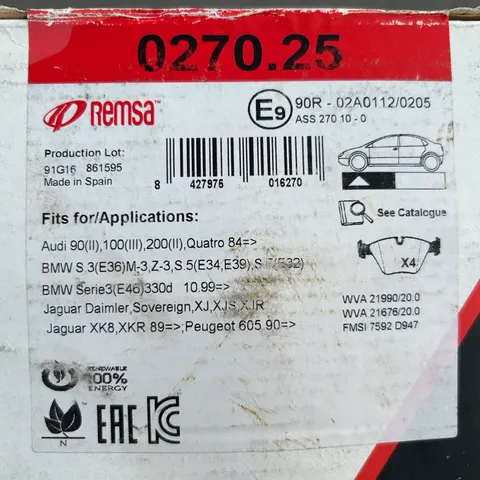 0270.25
Remsa
E9 90R - 02A0112/0205
ASS 270 10 - 0
Production Lot:
91G16 861595
Made in Spain
8 427976 016270
See Catalogue
Fits for/Applications:
Audi 90(II),100(III),200(II),Quatro 84=>
BMW S.3(E36)M-3,Z-3,S.5(E34,E39),S.7(E32)
BMW Serie3(E46)330d 10.99=>
Jaguar Daimler,Sovereign,XJ,XJS,XJR
Jaguar XK8,XKR 89=>;Peugeot 605 90=>
X4
WVA 21990/20.0
WVA 21676/20.0
FMSI 7592 D947
RENEWABLE
100%
ENERGY
N
EAC